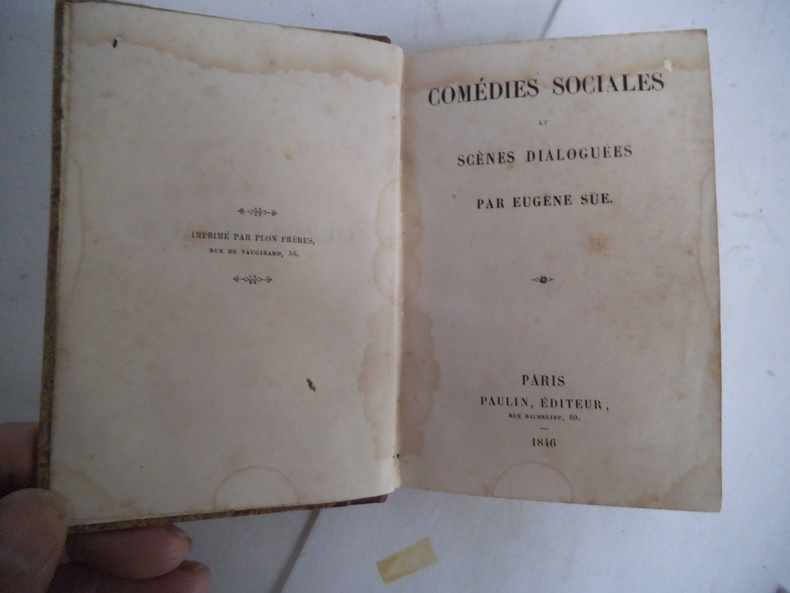 IMPRIMÉ PAR PLON FRÈRES,
RUE DE VAUGIRARD, 36.
COMÉDIES SOCIALES
ET
SCÈNES DIALOGUÉES
PAR EUGÈNE SUE.
PARIS
PAULIN, ÉDITEUR,
RUE RICHELIEU, 60.
1846